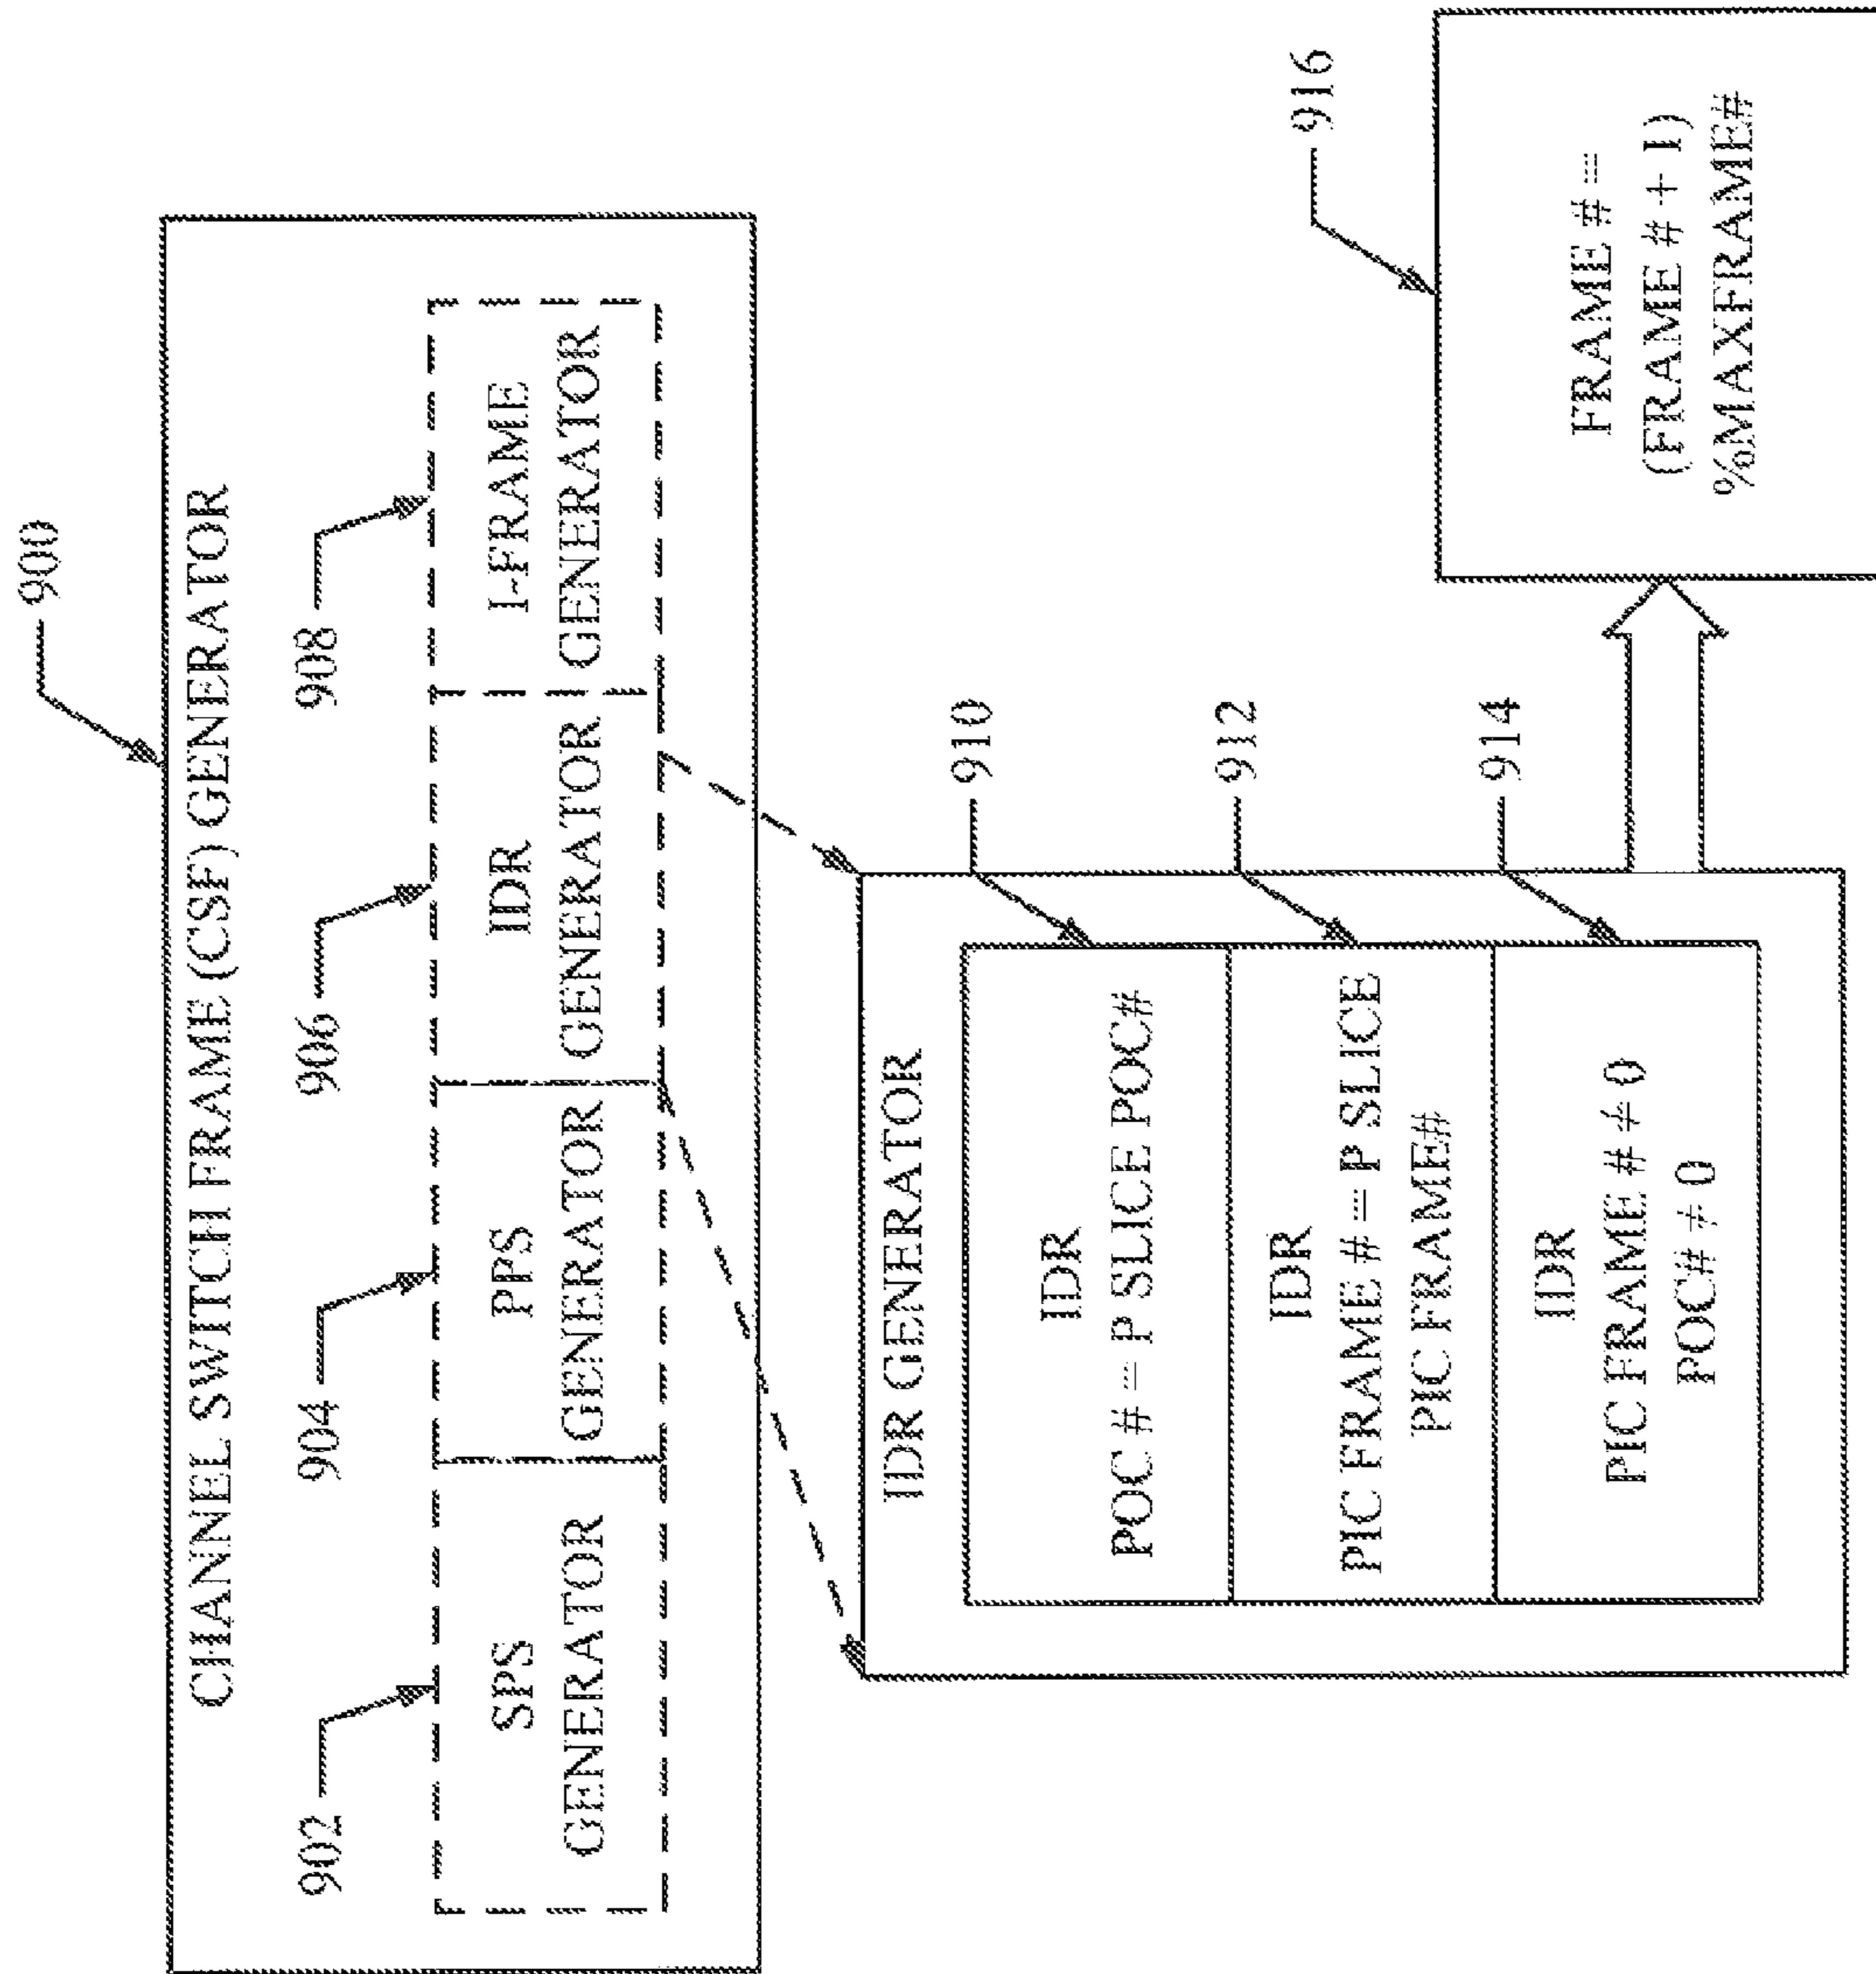 900
CHANNEL SWITCH FRAME (CSF) GENERATOR
902
904
906
908
SPS
GENERATOR
PPS
GENERATOR
IDR
GENERATOR
I-FRAME
GENERATOR
IDR GENERATOR
910
IDR
POC # = P SLICE POC#
912
IDR
PIC FRAME # = P SLICE
PIC FRAME#
914
IDR
PIC FRAME # ≠ 0
POC# ≠ 0
916
FRAME # =
(FRAME # + 1)
%MAXFRAME#